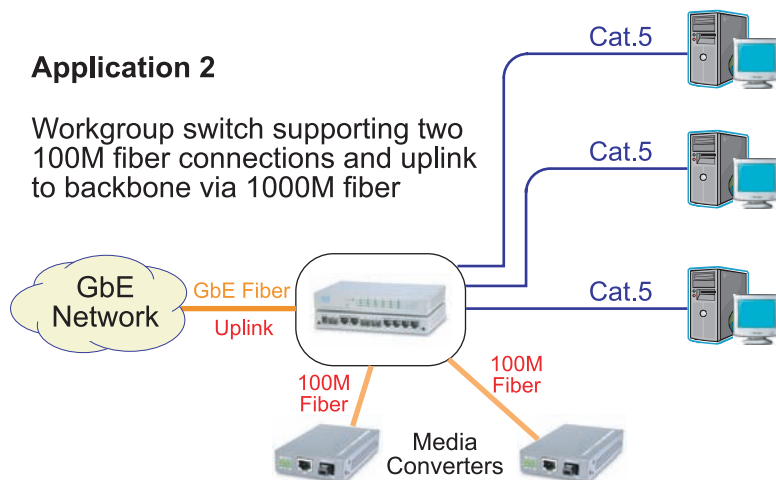 Application 2
Workgroup switch supporting two
100M fiber connections and uplink
to backbone via 1000M fiber
Cat.5
Cat.5
Cat.5
GbE
Network
GbE Fiber
Uplink
100M
Fiber
100M
Fiber
Media
Converters